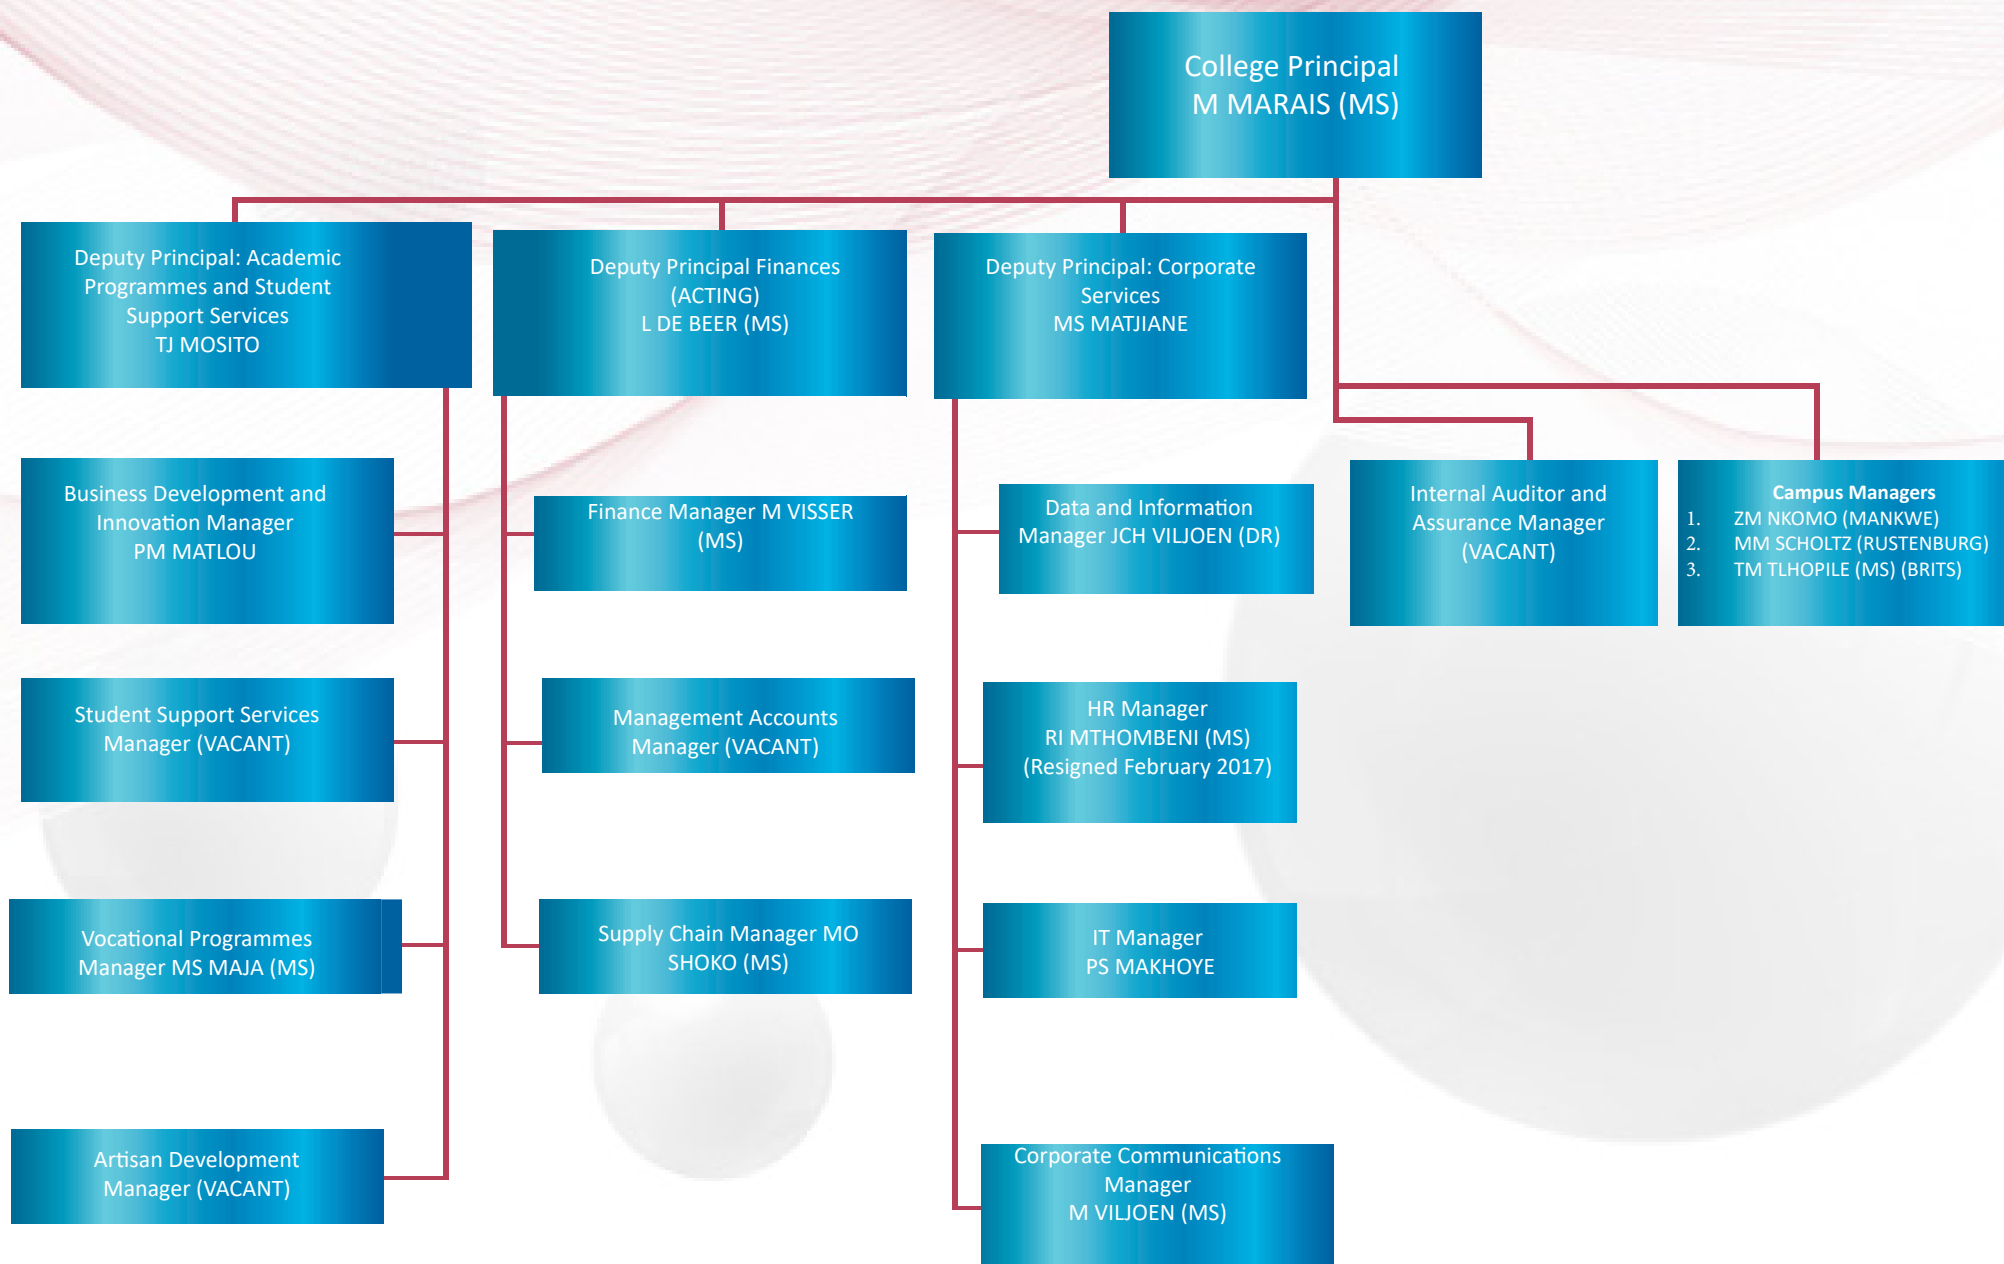 College Principal
M MARAIS (MS)
Deputy Principal: Academic
Programmes and Student
Support Services
TJ MOSITO
Deputy Principal Finances
(ACTING)
L DE BEER (MS)
Deputy Principal: Corporate
Services
MS MATJIANE
Business Development and
Innovation Manager
PM MATLOU
Finance Manager M VISSER
(MS)
Data and Information
Manager JCH VILJOEN (DR)
Internal Auditor and
Assurance Manager
(VACANT)
Campus Managers
1. ZM NKOMO (MANKWE)
2. MM SCHOLTZ (RUSTENBURG)
3. TM TLHOPILE (MS) (BRITS)
Student Support Services
Manager (VACANT)
Management Accounts
Manager (VACANT)
HR Manager
RI MTHOMBENI (MS)
(Resigned February 2017)
Vocational Programmes
Manager MS MAJA (MS)
Supply Chain Manager MO
SHOKO (MS)
IT Manager
PS MAKHOYE
Artisan Development
Manager (VACANT)
Corporate Communications
Manager
M VILJOEN (MS)